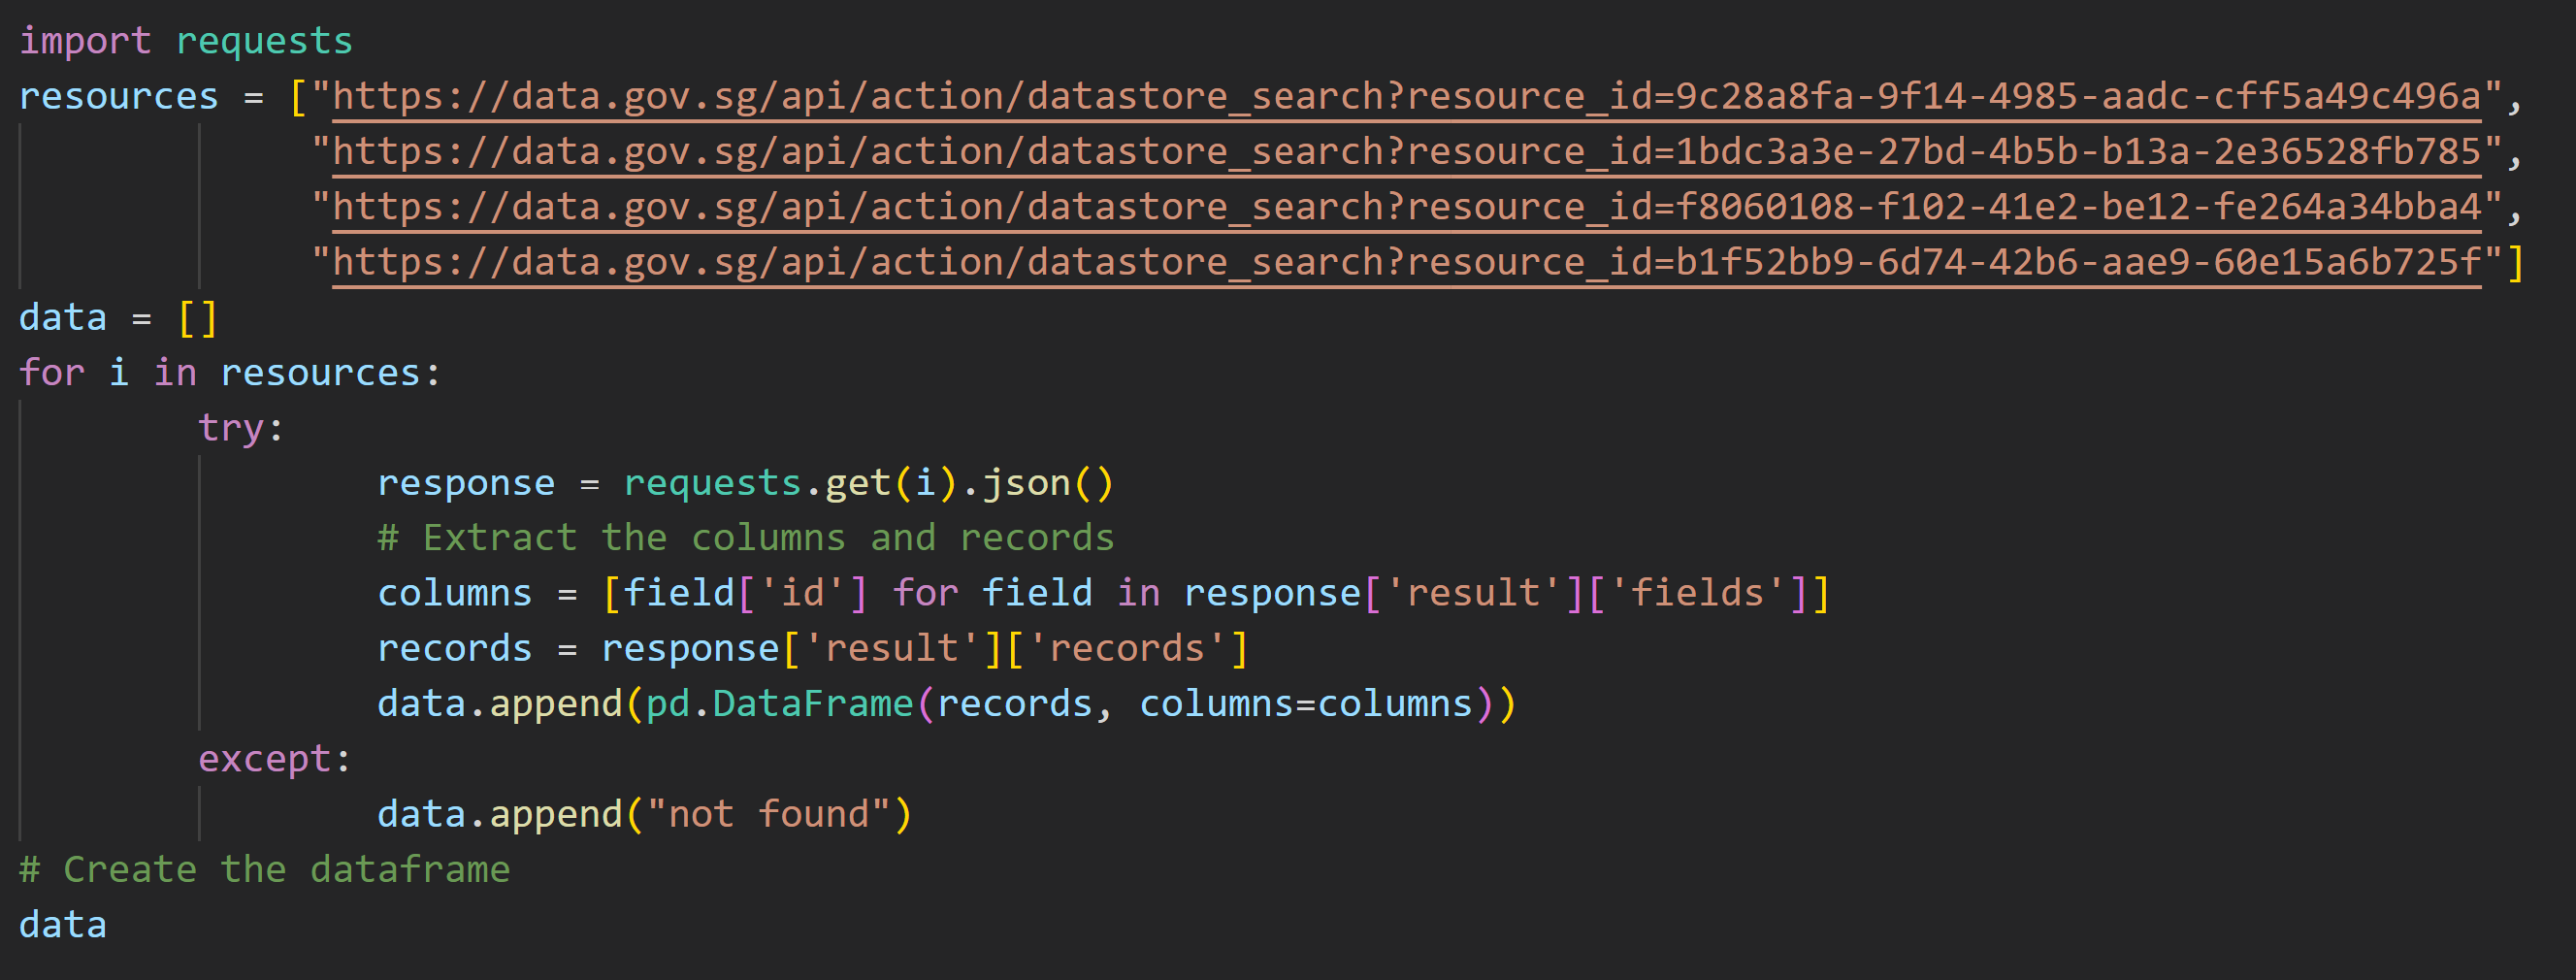 import requests
resources = ["https://data.gov.sg/api/action/datastore_search?resource_id=9c28a8fa-9f14-4985-aadc-cff5a49c496a",
"https://data.gov.sg/api/action/datastore_search?resource_id=1bdc3a3e-27bd-4b5b-b13a-2e36528fb785",
"https://data.gov.sg/api/action/datastore_search?resource_id=f8060108-f102-41e2-be12-fe264a34bba4",
"https://data.gov.sg/api/action/datastore_search?resource_id=b1f52bb9-6d74-42b6-aae9-60e15a6b725f"]
data = []
for i in resources:
try:
response = requests.get(i).json()
# Extract the columns and records
columns = [field['id'] for field in response['result']['fields']]
records = response['result']['records']
data.append(pd.DataFrame(records, columns=columns))
except:
data.append("not found")
# Create the dataframe
data